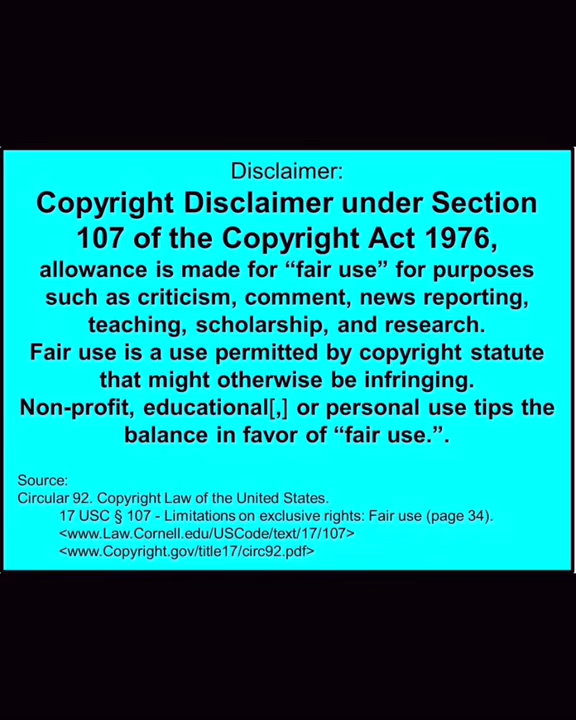 Disclaimer:
Copyright Disclaimer under Section
107 of the Copyright Act 1976,
allowance is made for “fair use” for purposes
such as criticism, comment, news reporting,
teaching, scholarship, and research.
Fair use is a use permitted by copyright statute
that might otherwise be infringing.
Non-profit, educational[,] or personal use tips the
balance in favor of “fair use.”.
Source:
Circular 92. Copyright Law of the United States.
17 USC § 107 - Limitations on exclusive rights: Fair use (page 34).
<www.Law.Cornell.edu/USCode/text/17/107>
<www.Copyright.gov/title17/circ92.pdf>